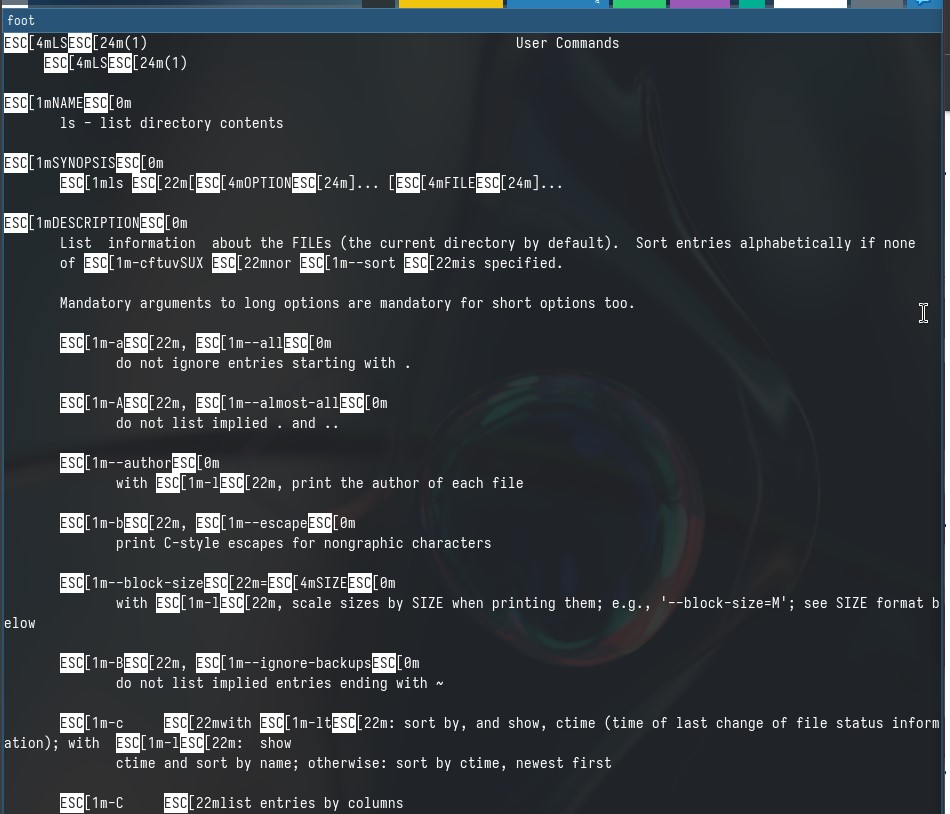 foot
ESC[4mLSESC[24m(1) User Commands
ESC[4mLSESC[24m(1)
ESC[1mNAMEESC[0m
ls - list directory contents
ESC[1mSYNOPSISESC[0m
ESC[1mls ESC[22m[ESC[4mOPTIONESC[24m]... [ESC[4mFILEESC[24m]...
ESC[1mDESCRIPTIONESC[0m
List information about the FILEs (the current directory by default). Sort entries alphabetically if none
of ESC[1m-cftuvSUX ESC[22mnor ESC[1m--sort ESC[22mis specified.
Mandatory arguments to long options are mandatory for short options too.
ESC[1m-aESC[22m, ESC[1m--allESC[0m
do not ignore entries starting with .
ESC[1m-AESC[22m, ESC[1m--almost-allESC[0m
do not list implied . and ..
ESC[1m--authorESC[0m
with ESC[1m-lESC[22m, print the author of each file
ESC[1m-bESC[22m, ESC[1m--escapeESC[0m
print C-style escapes for nongraphic characters
ESC[1m--block-sizeESC[22m=ESC[4mSIZEESC[0m
with ESC[1m-lESC[22m, scale sizes by SIZE when printing them; e.g., '--block-size=M'; see SIZE format b
elow
ESC[1m-BESC[22m, ESC[1m--ignore-backupsESC[0m
do not list implied entries ending with ~
ESC[1m-c ESC[22mwith ESC[1m-ltESC[22m: sort by, and show, ctime (time of last change of file status inform
ation); with ESC[1m-lESC[22m: show
ctime and sort by name; otherwise: sort by ctime, newest first
ESC[1m-C ESC[22mlist entries by columns